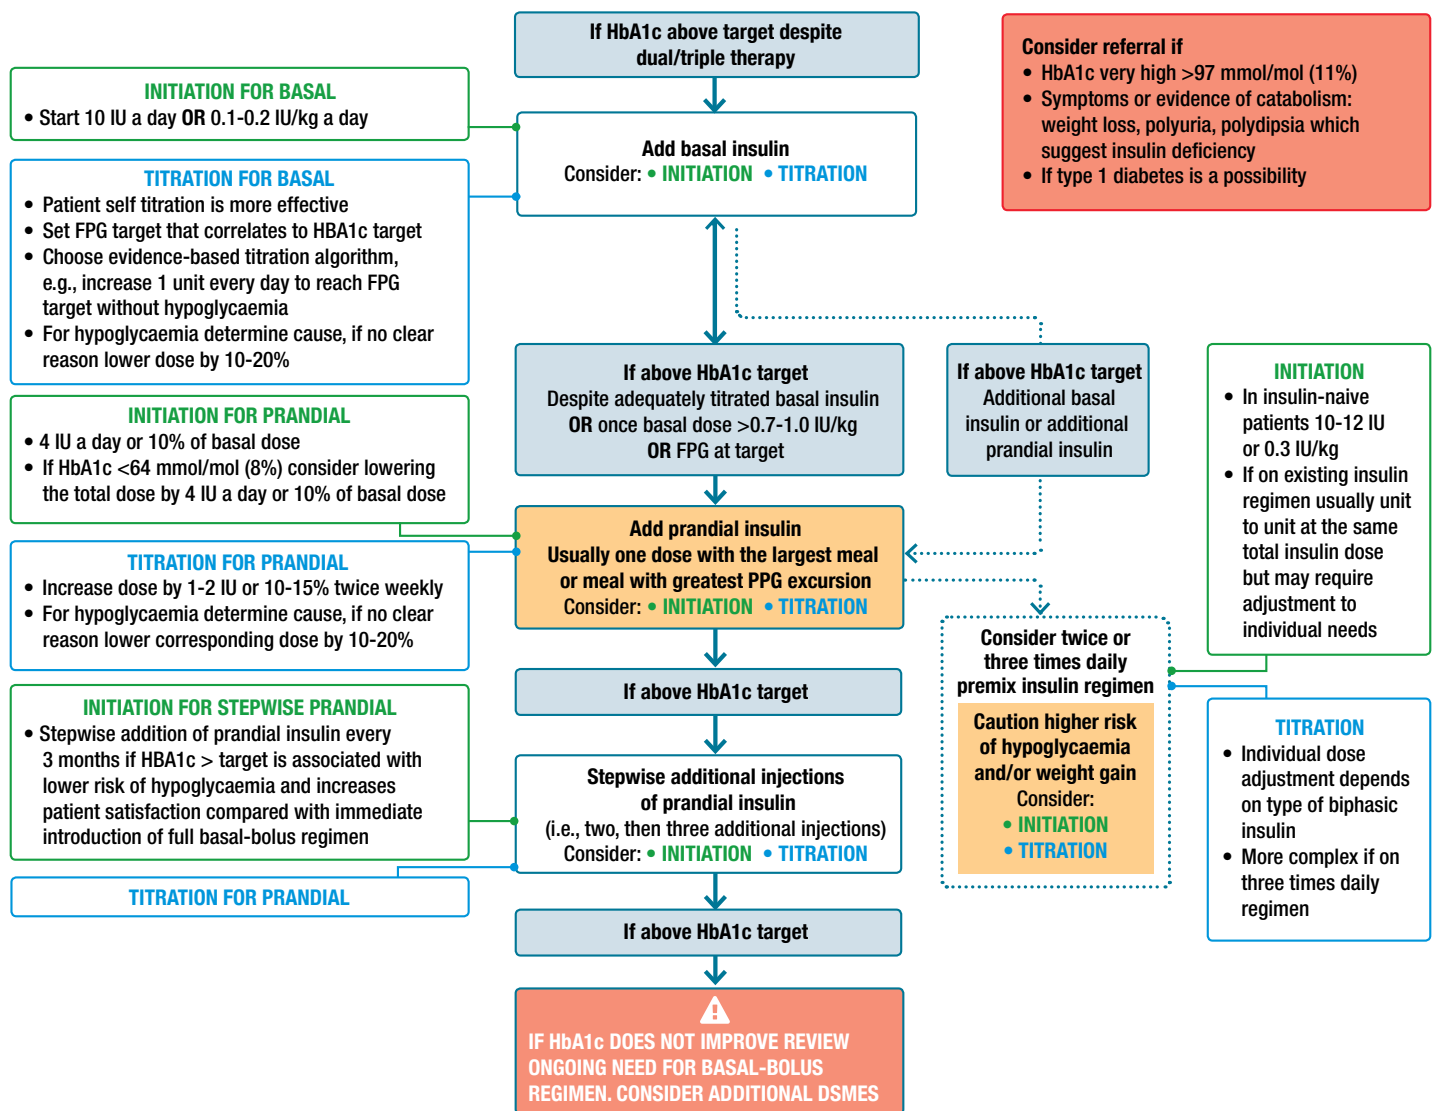 If HbA1c above target despite
dual/triple therapy
Consider referral if
• HbA1c very high >97 mmol/mol (11%)
• Symptoms or evidence of catabolism:
weight loss, polyuria, polydipsia which
suggest insulin deficiency
• If type 1 diabetes is a possibility
INITIATION FOR BASAL
• Start 10 IU a day OR 0.1-0.2 IU/kg a day
Add basal insulin
Consider: • INITIATION • TITRATION
TITRATION FOR BASAL
• Patient self titration is more effective
• Set FPG target that correlates to HBA1c target
• Choose evidence-based titration algorithm,
e.g., increase 1 unit every day to reach FPG
target without hypoglycaemia
• For hypoglycaemia determine cause, if no clear
reason lower dose by 10-20%
If above HbA1c target
Despite adequately titrated basal insulin
OR once basal dose >0.7-1.0 IU/kg
OR FPG at target
If above HbA1c target
Additional basal
insulin or additional
prandial insulin
INITIATION
• In insulin-naive
patients 10-12 IU
or 0.3 IU/kg
• If on existing insulin
regimen usually unit
to unit at the same
total insulin dose
but may require
adjustment to
individual needs
INITIATION FOR PRANDIAL
• 4 IU a day or 10% of basal dose
• If HbA1c <64 mmol/mol (8%) consider lowering
the total dose by 4 IU a day or 10% of basal dose
Add prandial insulin
Usually one dose with the largest meal
or meal with greatest PPG excursion
Consider: • INITIATION • TITRATION
TITRATION FOR PRANDIAL
• Increase dose by 1-2 IU or 10-15% twice weekly
• For hypoglycaemia determine cause, if no clear
reason lower corresponding dose by 10-20%
Consider twice or
three times daily
premix insulin regimen
Caution higher risk
of hypoglycaemia
and/or weight gain
Consider:
• INITIATION
• TITRATION
If above HbA1c target
INITIATION FOR STEPWISE PRANDIAL
• Stepwise addition of prandial insulin every
3 months if HBA1c > target is associated with
lower risk of hypoglycaemia and increases
patient satisfaction compared with immediate
introduction of full basal-bolus regimen
Stepwise additional injections
of prandial insulin
(i.e., two, then three additional injections)
Consider: • INITIATION • TITRATION
TITRATION
• Individual dose
adjustment depends
on type of biphasic
insulin
• More complex if on
three times daily
regimen
TITRATION FOR PRANDIAL
If above HbA1c target
IF HbA1c DOES NOT IMPROVE REVIEW
ONGOING NEED FOR BASAL-BOLUS
REGIMEN. CONSIDER ADDITIONAL DSMES